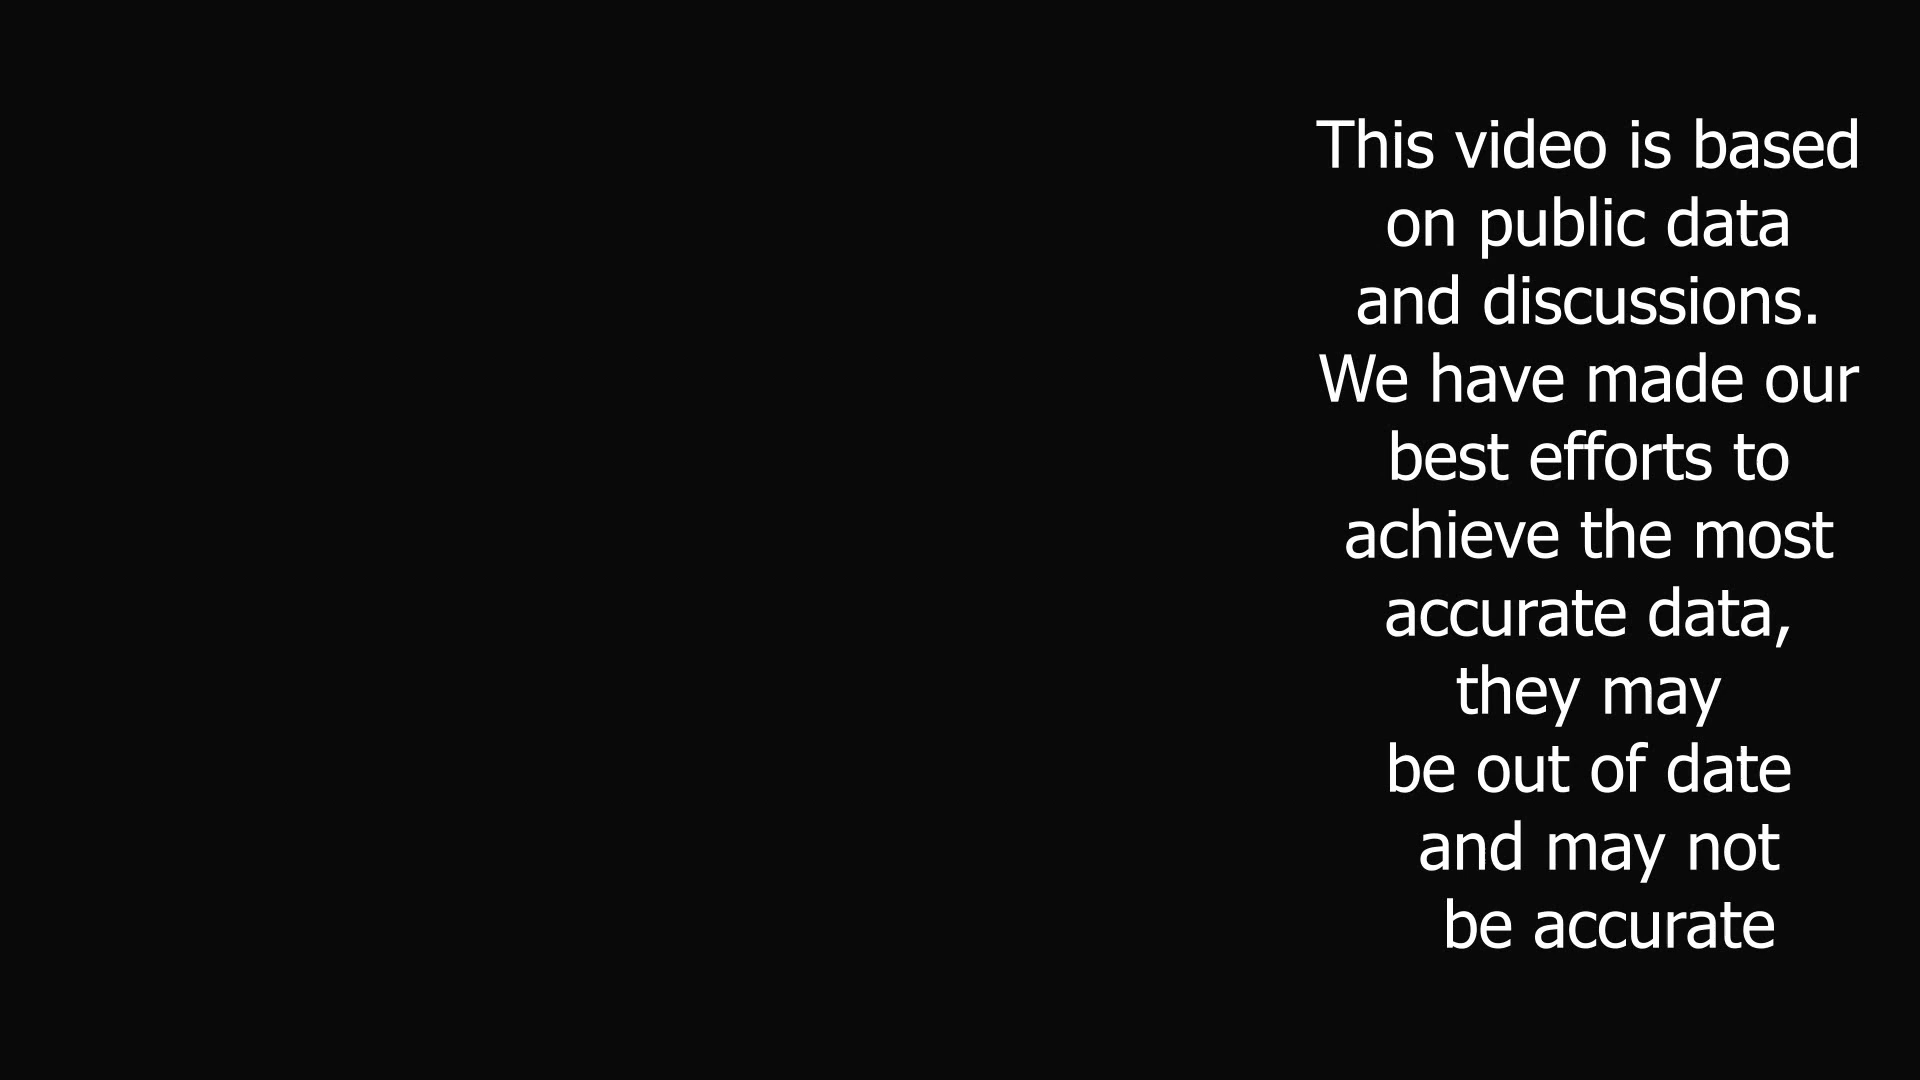 This video is based
on public data
and discussions.
We have made our
best efforts to
achieve the most
accurate data,
they may
be out of date
and may not
be accurate